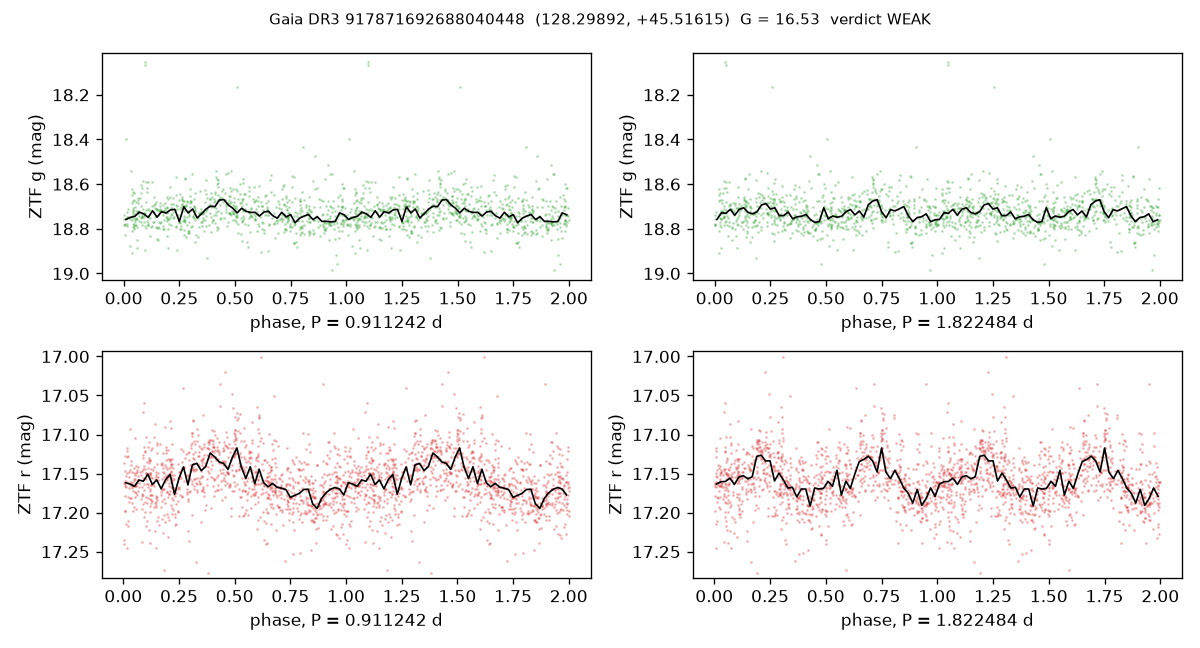 Gaia DR3 917871692688040448 (128.29892, +45.51615) G = 16.53 verdict WEAK
ZTF g (mag)
18.2
18.4
18.6
18.8
19.0
0.00 0.25 0.50 0.75 1.00 1.25 1.50 1.75 2.00
phase, P = 0.911242 d
ZTF g (mag)
18.2
18.4
18.6
18.8
19.0
0.00 0.25 0.50 0.75 1.00 1.25 1.50 1.75 2.00
phase, P = 1.822484 d
ZTF r (mag)
17.00
17.05
17.10
17.15
17.20
17.25
0.00 0.25 0.50 0.75 1.00 1.25 1.50 1.75 2.00
phase, P = 0.911242 d
ZTF r (mag)
17.00
17.05
17.10
17.15
17.20
17.25
0.00 0.25 0.50 0.75 1.00 1.25 1.50 1.75 2.00
phase, P = 1.822484 d